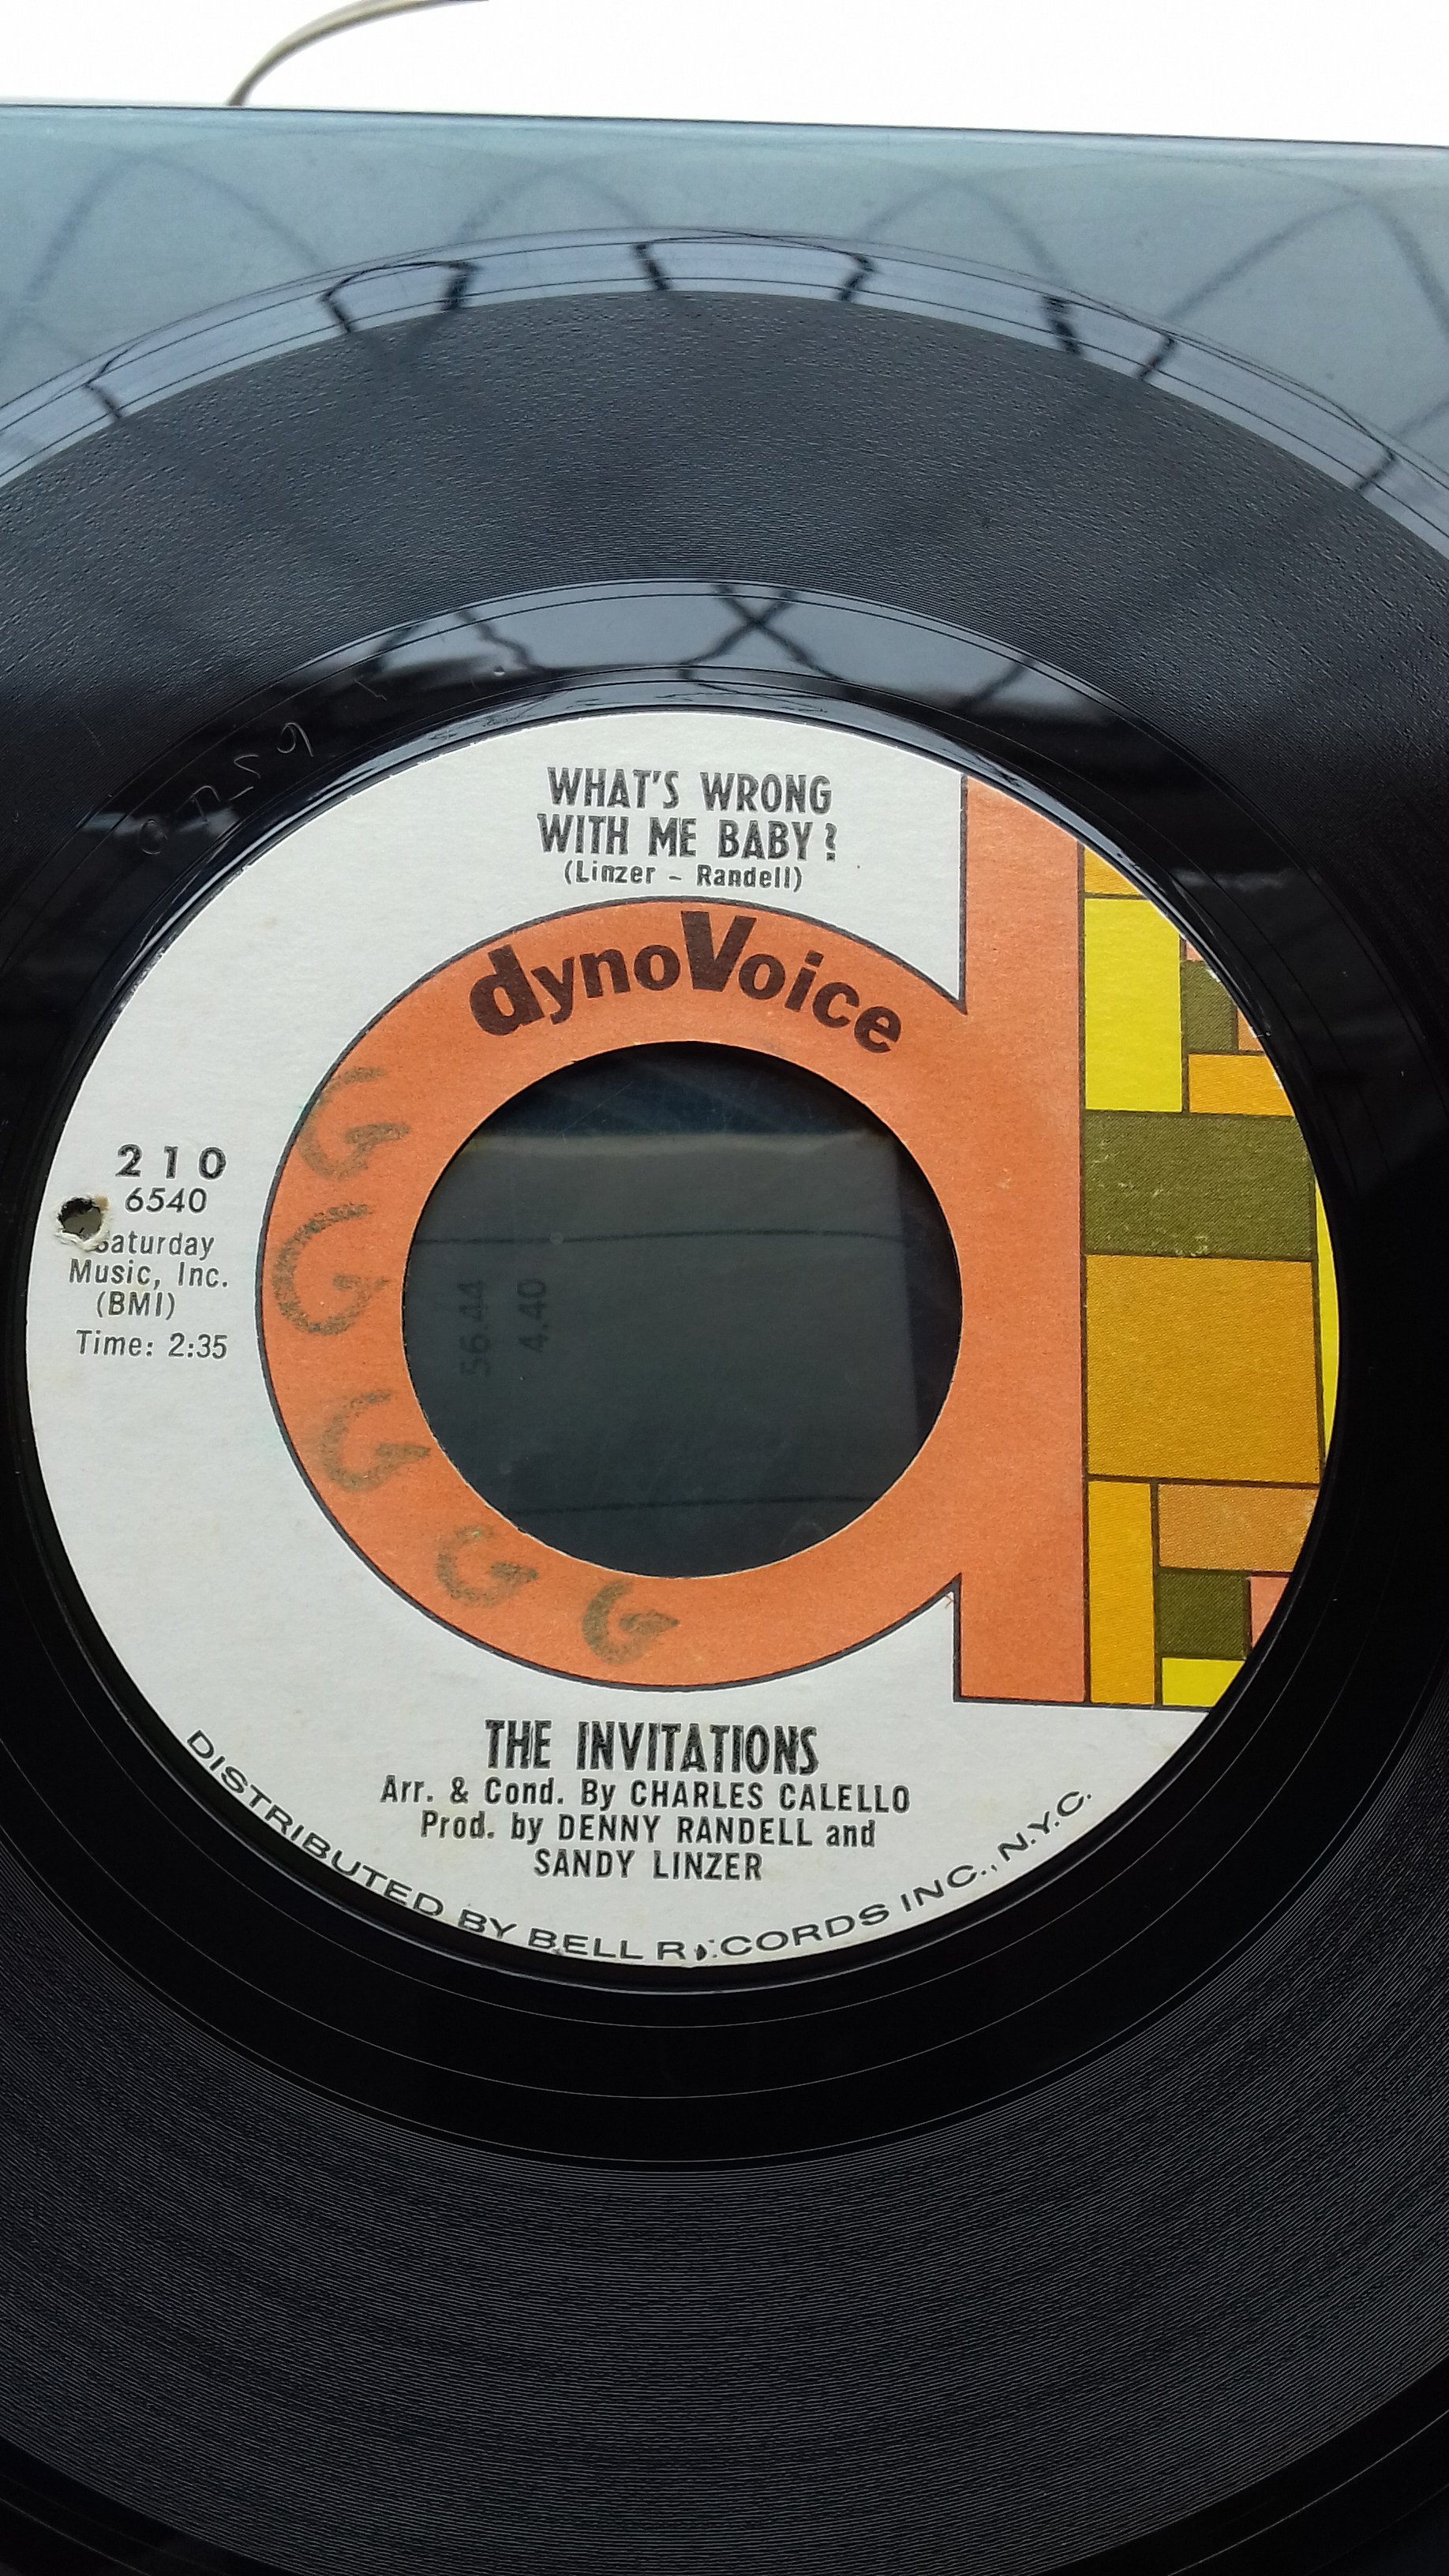 WHAT'S WRONG
WITH ME BABY?
(Linzer - Randell)
dynoVoice
210
6540
Saturday
Music, Inc.
(BMI)
Time: 2:35
G
G
G
G
G
56.44
4.40
THE INVITATIONS
Arr. & Cond. By CHARLES CALELLO
Prod. by DENNY RANDELL and
SANDY LINZER
DISTRIBUTED BY BELL RECORDS INC., N.Y.C.